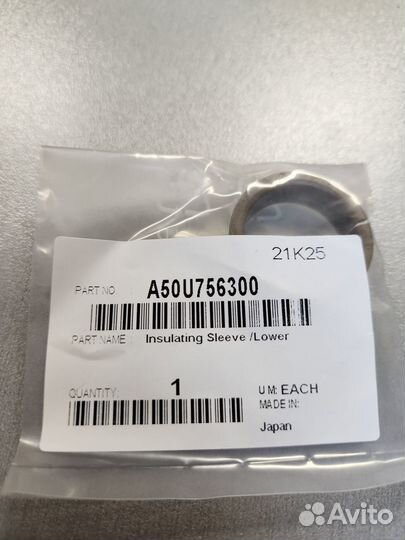 21K25
PART NO. : A50U756300
PART NAME : Insulating Sleeve /Lower
QUANTITY: 1 U M: EACH
MADE IN:
Japan
Avito